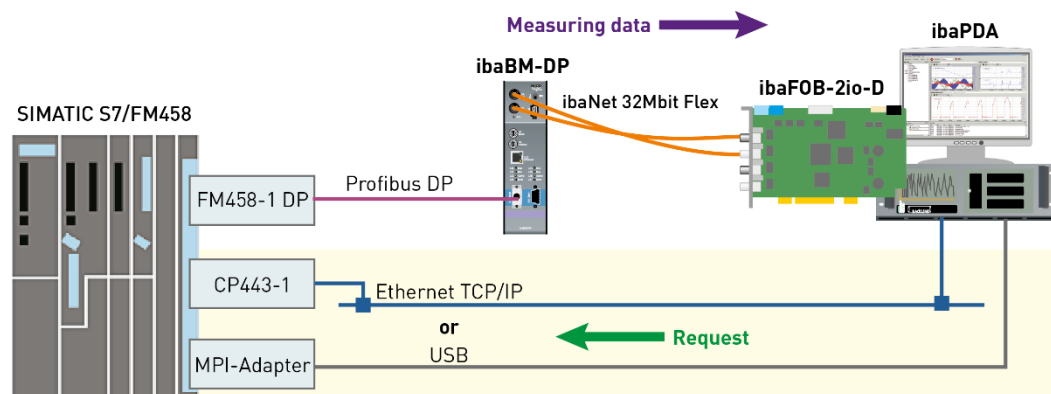 Measuring data
ibaPDA
ibaBM-DP
ibaFOB-2io-D
ibaNet 32Mbit Flex
SIMATIC S7/FM458
FM458-1 DP
Profibus DP
CP443-1
Ethernet TCP/IP
or
Request
USB
MPI-Adapter